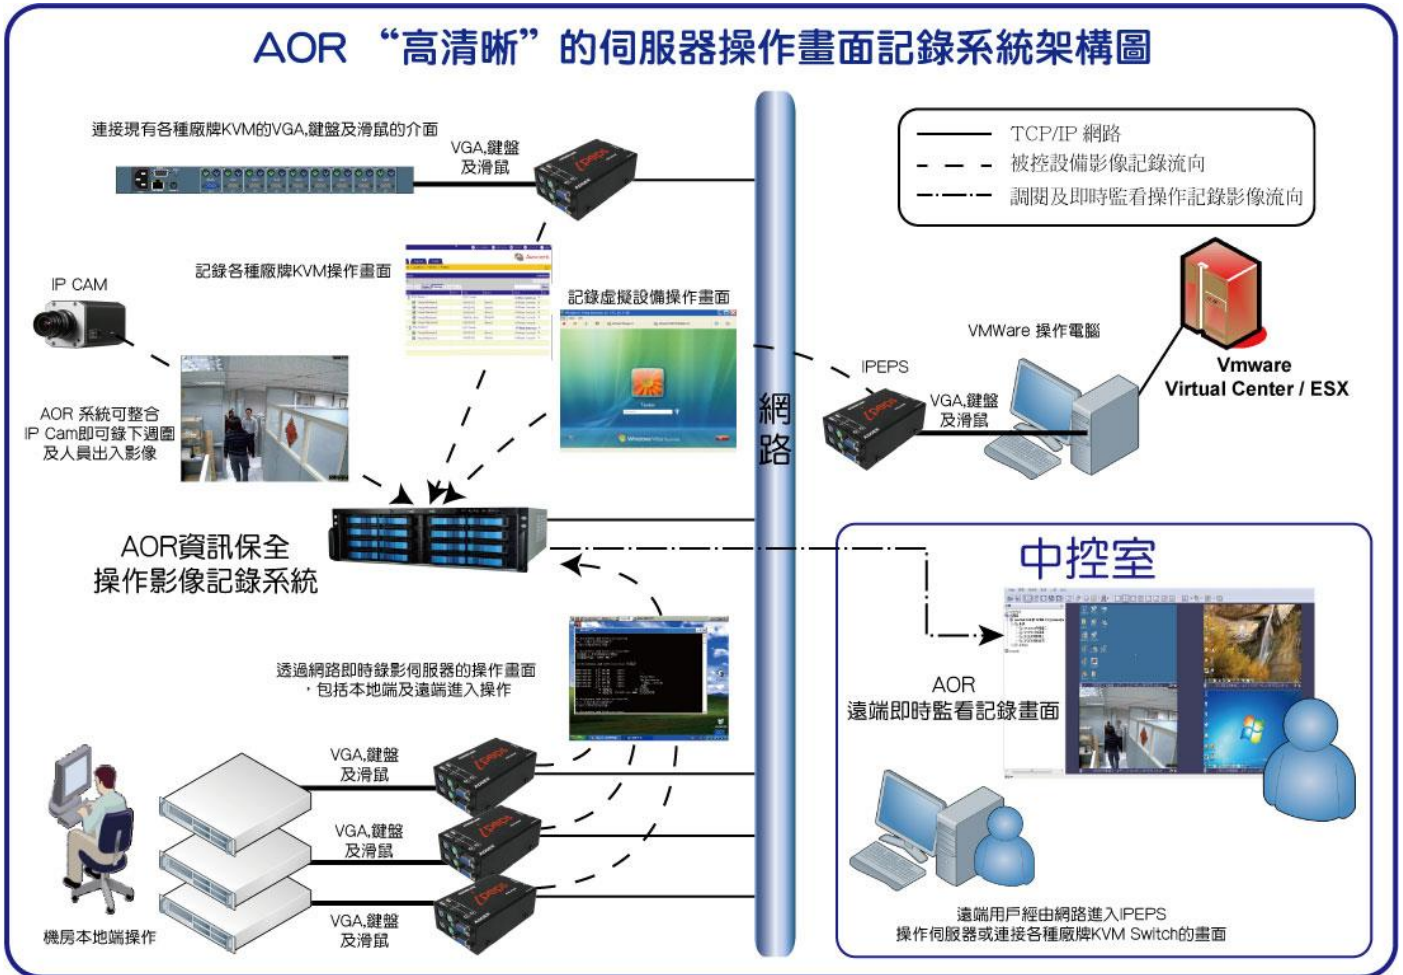 AOR “高清晰” 的伺服器操作畫面記錄系統架構圖
連接現有各種廠牌KVM的VGA,鍵盤及滑鼠的介面
VGA,鍵盤
及滑鼠
TCP/IP 網路
被控設備影像記錄流向
調閱及即時監看操作記錄影像流向
記錄各種廠牌KVM操作畫面
IP CAM
記錄虛擬設備操作畫面
VMWare 操作電腦
Vmware
Virtual Center / ESX
IPEPS
VGA,鍵盤
及滑鼠
網路
AOR 系統可整合
IP Cam即可錄下週圍
及人員出入影像
AOR資訊保全
操作影像記錄系統
中控室
透過網路即時錄影伺服器的操作畫面
，包括本地端及遠端進入操作
AOR
遠端即時監看記錄畫面
VGA,鍵盤
及滑鼠
VGA,鍵盤
及滑鼠
VGA,鍵盤
及滑鼠
機房本地端操作
遠端用戶經由網路進入IPEPS
操作伺服器或連接各種廠牌KVM Switch的畫面